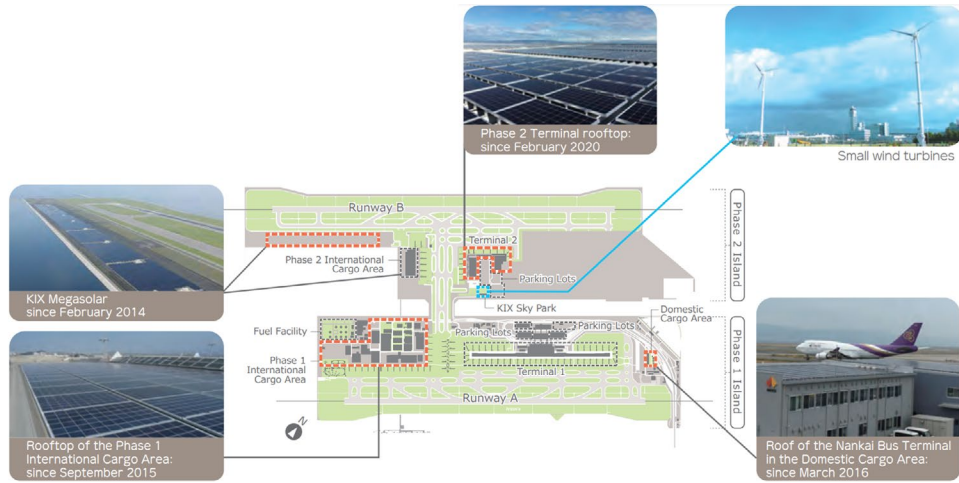 Phase 2 Terminal rooftop:
since February 2020
Small wind turbines
KIX Megasolar
since February 2014
Runway B
Terminal 2
Phase 2 International
Cargo Area
Parking Lots
KIX Sky Park
Phase 2 Island
Fuel Facility
Phase 1
International
Cargo Area
Parking Lots
Parking Lots
Domestic
Cargo Area
Terminal 1
Runway A
Phase 1 Island
N
Rooftop of the Phase 1
International Cargo Area:
since September 2015
Roof of the Nankai Bus Terminal
in the Domestic Cargo Area:
since March 2016